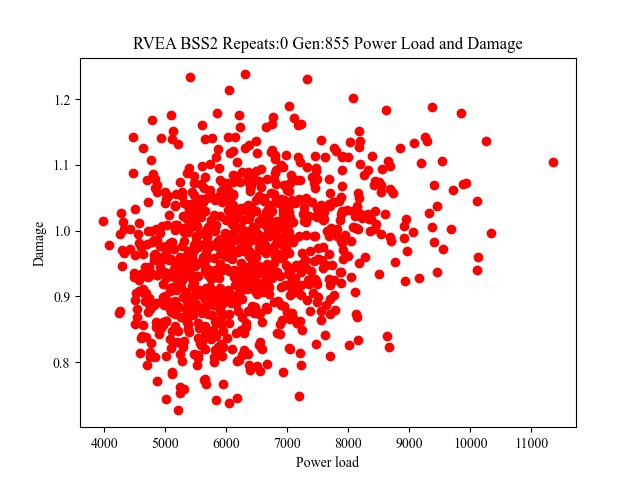 RVEA BSS2 Repeats:0 Gen:855 Power Load and Damage
1.2
1.1
1.0
0.9
0.8
Damage
4000 5000 6000 7000 8000 9000 10000 11000
Power load